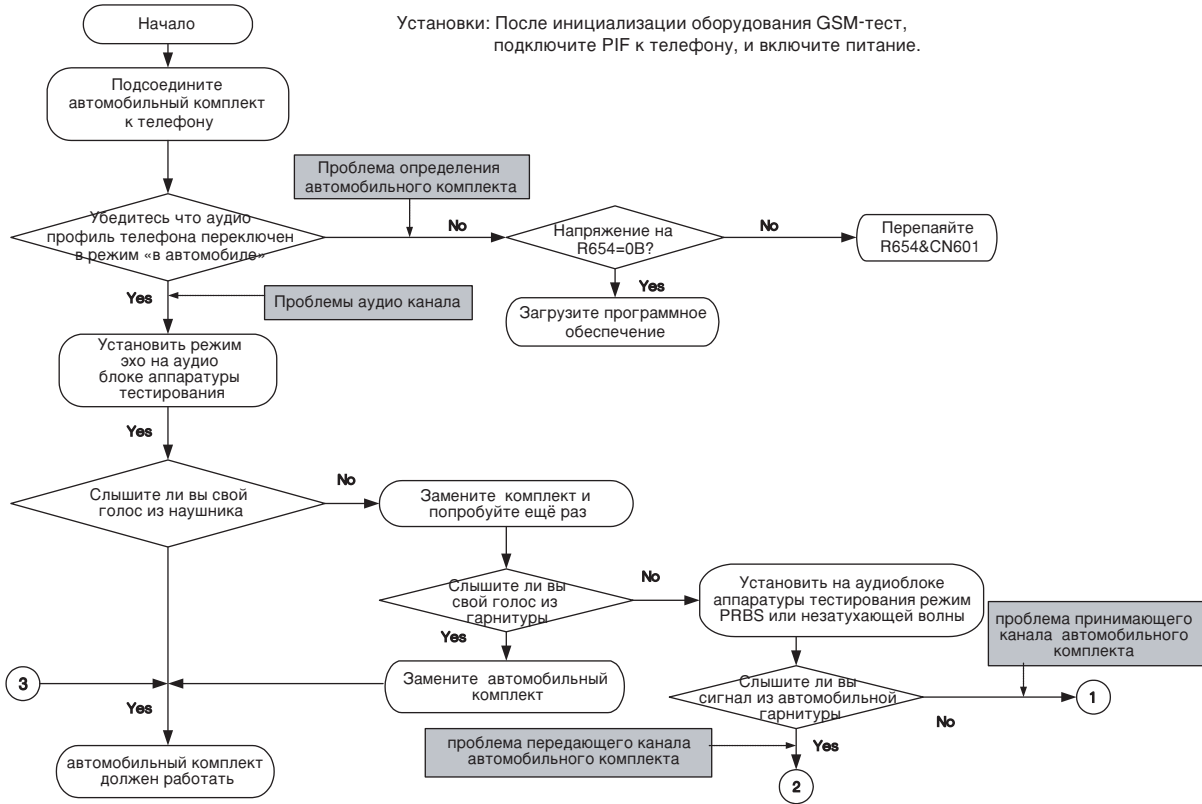 Начало
Установки: После инициализации оборудования GSM-тест,
подключите PIF к телефону, и включите питание.
Подсоедините
автомобильный комплект
к телефону
Проблема определения
автомобильного комплекта
Убедитесь что аудио
профиль телефона переключен
в режим «в автомобиле»
No
Напряжение на
R654=0В?
No
Перепаяйте
R654&CN601
Yes
Проблемы аудио канала
Yes
Загрузите программное
обеспечение
Установить режим
эхо на аудио
блоке аппаратуры
тестирования
Yes
Слышите ли вы свой
голос из наушника
No
Замените комплект и
попробуйте ещё раз
Слышите ли вы
свой голос из
гарнитуры
No
Установить на аудиоблоке
аппаратуры тестирования режим
PRBS или незатухающей волны
проблема принимающего
канала автомобильного
комплекта
Yes
3
Замените автомобильный
комплект
Слышите ли вы
сигнал из автомобильной
гарнитуры
1
No
Yes
проблема передающего канала
автомобильного комплекта
Yes
автомобильный комплект
должен работать
2